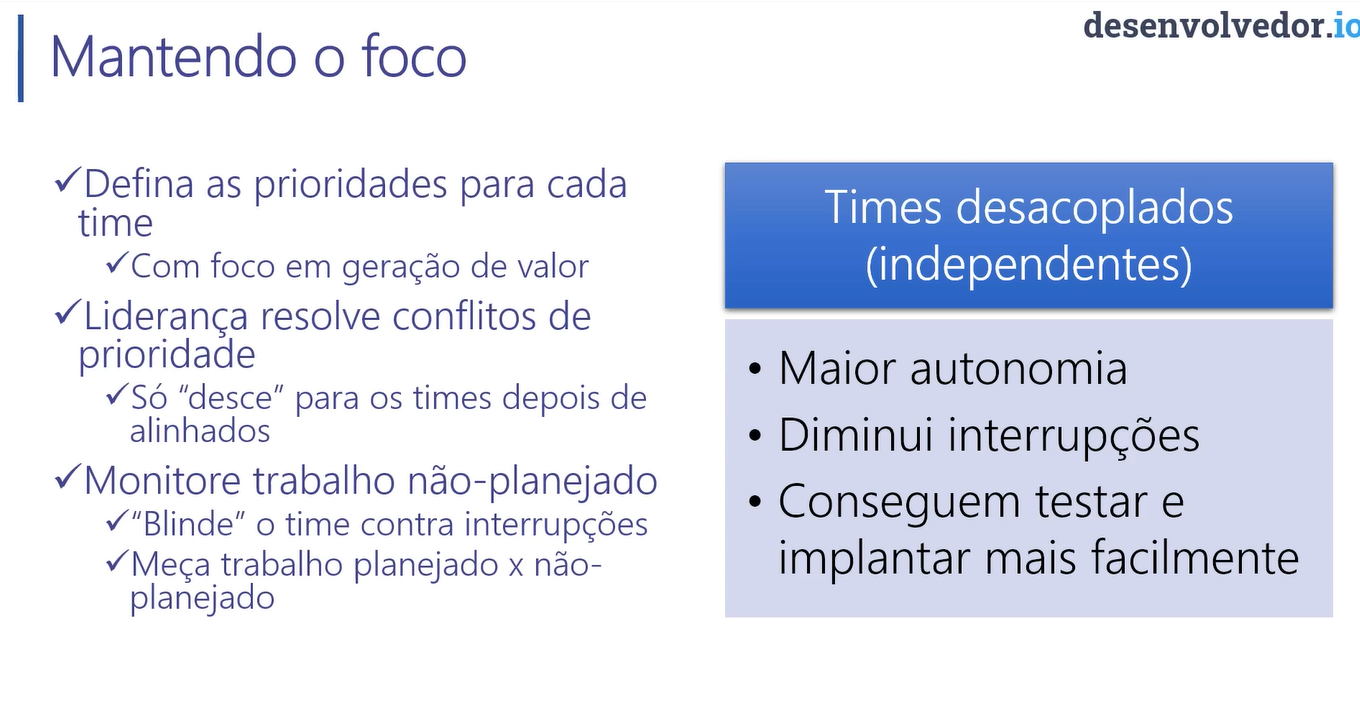 desenvolvedor.io
Mantendo o foco
✓Defina as prioridades para cada
time
✓Com foco em geração de valor
✓Liderança resolve conflitos de
prioridade
✓Só “desce” para os times depois de
alinhados
✓Monitore trabalho não-planejado
✓“Blinde” o time contra interrupções
✓Meça trabalho planejado x não-
planejado
Times desacoplados
(independentes)
• Maior autonomia
• Diminui interrupções
• Conseguem testar e
implantar mais facilmente